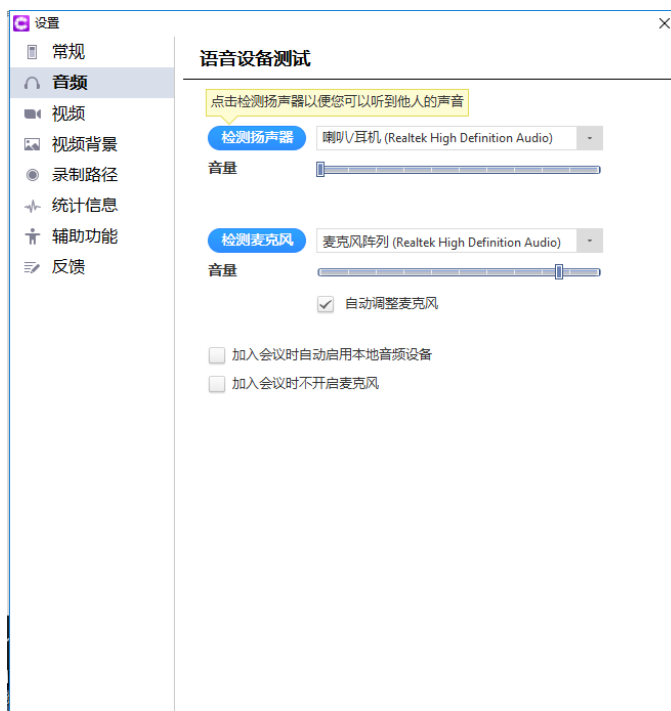 设置
常规
音频
视频
视频背景
录制路径
统计信息
辅助功能
反馈
语音设备测试
点击检测扬声器以便您可以听到他人的声音
检测扬声器 喇叭/耳机 (Realtek High Definition Audio)
音量
检测麦克风 麦克风阵列 (Realtek High Definition Audio)
音量
自动调整麦克风
加入会议时自动启用本地音频设备
加入会议时不开启麦克风